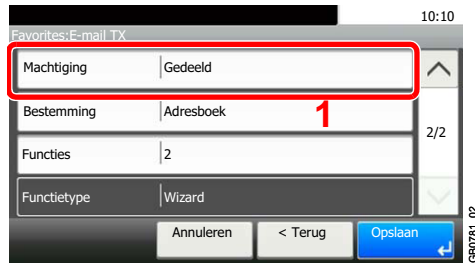 10:10
Favorites:E-mail TX
Machtiging Gedeeld
Bestemming Adresboek
1
2/2
Functies 2
Functietype Wizard
Annuleren < Terug Opslaan
GB0781_02